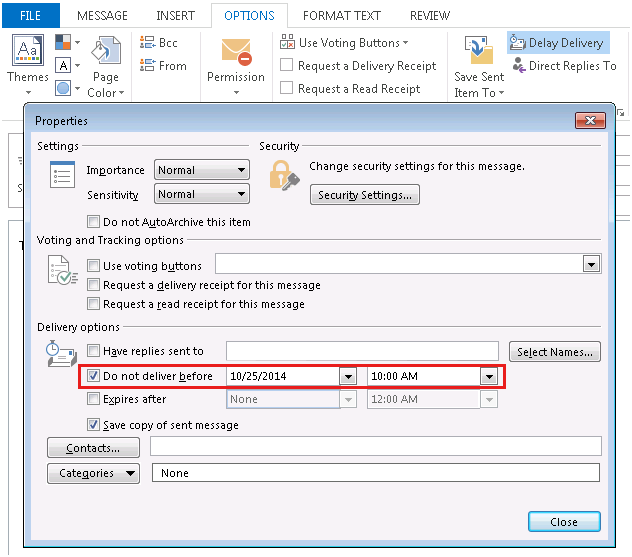 FILE MESSAGE INSERT OPTIONS FORMAT TEXT REVIEW
Aa
Themes
A
Page
Color
Bcc
From
Permission
Use Voting Buttons
Request a Delivery Receipt
Request a Read Receipt
Save Sent
Item To
Delay Delivery
Direct Replies To
Properties
Settings
Importance Normal
Sensitivity Normal
Do not AutoArchive this item
Security
Change security settings for this message.
Security Settings...
Voting and Tracking options
Use voting buttons
Request a delivery receipt for this message
Request a read receipt for this message
Delivery options
Have replies sent to Select Names...
Do not deliver before 10/25/2014 10:00 AM
Expires after None 12:00 AM
Save copy of sent message
Contacts...
Categories None
Close